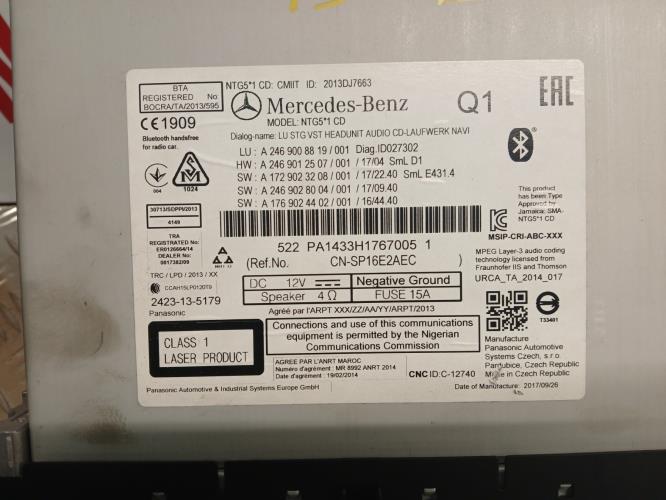 BTA
REGISTERED No
BOCRA/TA/2013/595
NTG5*1 CD: CMIIT ID: 2013DJ7663
Mercedes-Benz
Q1
EAC
MODEL: NTG5*1 CD
CE1909
Bluetooth handsfree
for radio car.
Dialog-name: LU STG VST HEADUNIT AUDIO CD-LAUFWERK NAVI
LU : A 246 900 88 19 / 001 Diag.ID027302
HW : A 246 901 25 07 / 001 / 17/04 SmL D1
SW : A 172 902 32 08 / 001 / 17/22.40 SmL E431.4
SW : A 246 902 80 04 / 001 / 17/09.40
SW : A 176 902 44 02 / 001 / 16/44.40
004
1024
30713/SDPPI/2013
4149
TRA
REGISTERED No:
ER0126664/14
DEALER No:
0017382/09
This product
has been Type
Approved by
Jamaica: SMA-
NTG5*1 CD
MSIP-CRI-ABC-XXX
522 PA1433H1767005 1
(Ref.No. CN-SP16E2AEC )
MPEG Layer-3 audio coding
technology licensed from
Fraunhofer IIS and Thomson
URCA_TA_2014_017
TRC / LPD / 2013 / XX
CCAH15LP0120T9
2423-13-5179
Panasonic
DC 12V Negative Ground
Speaker 4 Ω FUSE 15A
Agréé par l'ARPT XXX/ZZ/AA/YY/ARPT/2013
T33401
CLASS 1
LASER PRODUCT
Connections and use of this communications
equipment is permitted by the Nigerian
Communications Commission
Manufacturer
Panasonic Automotive
Systems Czech, s.r.o.
Pardubice, Czech Republic
Made in Czech Republic
AGREE PAR L'ANRT MAROC
Numéro d'agrément : MR 8992 ANRT 2014
Date d'agrément : 19/02/2014
CNC ID:C-12740
Panasonic Automotive & Industrial Systems Europe GmbH
Date of Manufacture: 2017/09/26